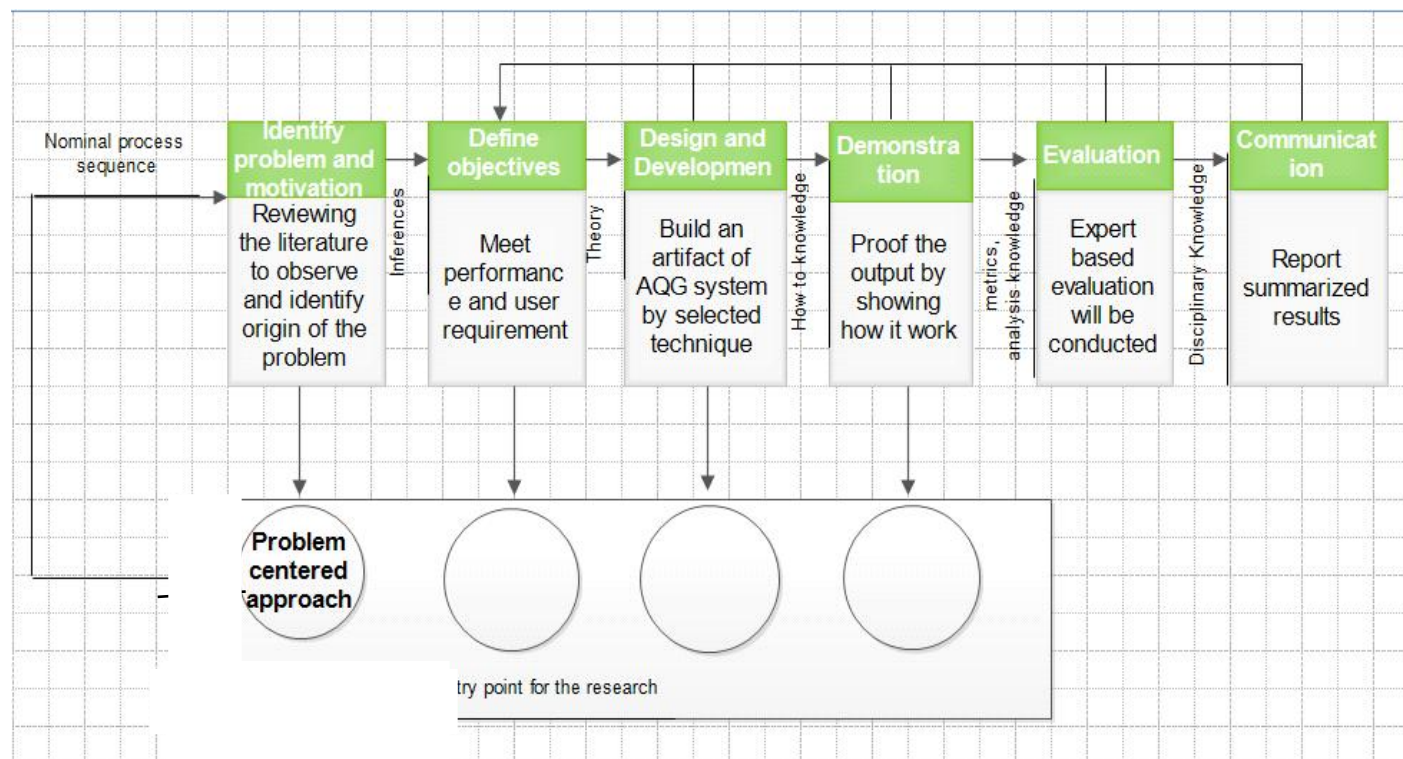 Nominal process
sequence
Identify
problem and
motivation
Reviewing
the literature
to observe
and identify
origin of the
problem
Inferences
Define
objectives
Meet
performanc
e and user
requirement
Theory
Design and
Developmen
Build an
artifact of
AQG system
by selected
technique
How to knowledge
Demonstra
tion
Proof the
output by
showing
how it work
metrics,
analysis knowledge
Evaluation
Expert
based
evaluation
will be
conducted
Disciplinary Knowledge
Communicat
ion
Report
summarized
results
Problem
centered
approach
try point for the research